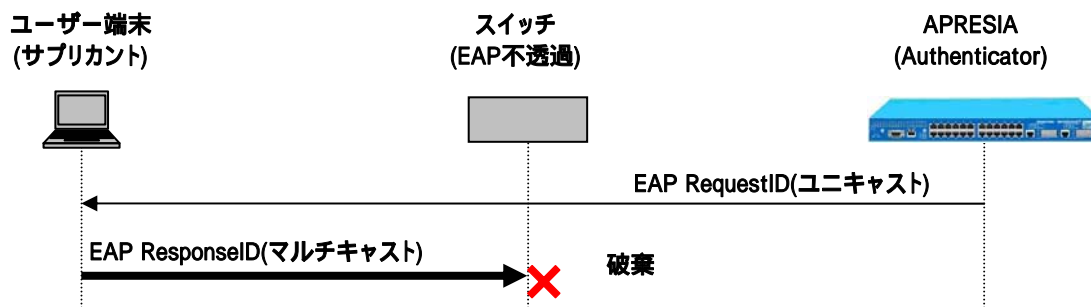 ユーザー端末
(サプリカント)
スイッチ
(EAP不透過)
APRESIA
(Authenticator)
EAP RequestID(ユニキャスト)
EAP ResponseID(マルチキャスト)
破棄